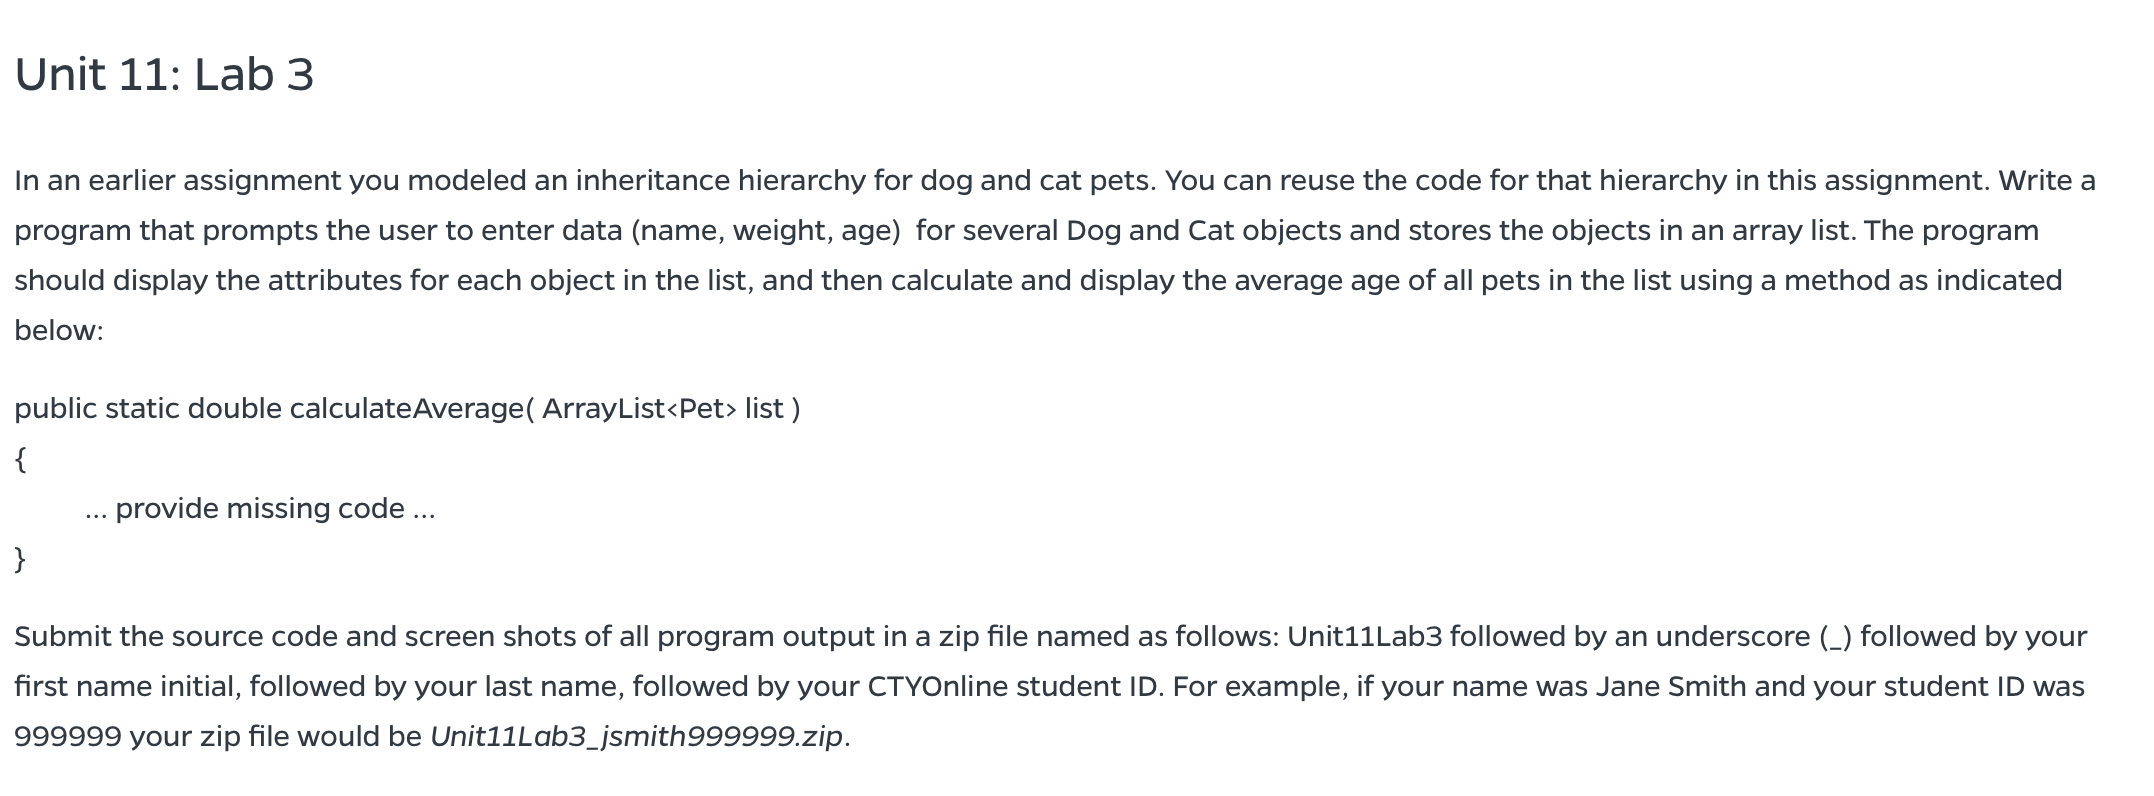 Unit 11: Lab 3
In an earlier assignment you modeled an inheritance hierarchy for dog and cat pets. You can reuse the code for that hierarchy in this assignment. Write a
program that prompts the user to enter data (name, weight, age)  for several Dog and Cat objects and stores the objects in an array list. The program
should display the attributes for each object in the list, and then calculate and display the average age of all pets in the list using a method as indicated
below:
public static double calculateAverage( ArrayList<Pet> list )
{
... provide missing code ...
}
Submit the source code and screen shots of all program output in a zip file named as follows: Unit11Lab3 followed by an underscore (_) followed by your
first name initial, followed by your last name, followed by your CTYOnline student ID. For example, if your name was Jane Smith and your student ID was
999999 your zip file would be Unit11Lab3_jsmith999999.zip.